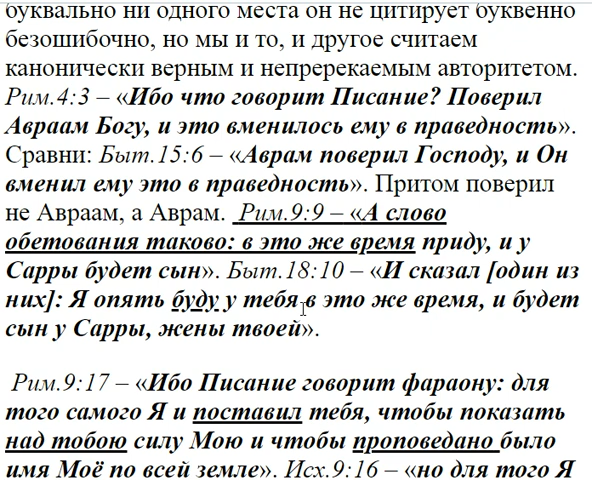 буквально ни одного места он не цитирует буквенно
безошибочно, но мы и то, и другое считаем
канонически верным и непререкаемым авторитетом.
Рим.4:3 – «Ибо что говорит Писание? Поверил
Авраам Богу, и это вменилось ему в праведность».
Сравни: Быт.15:6 – «Аврам поверил Господу, и Он
вменил ему это в праведность». Притом поверил
не Авраам, а Аврам. Рим.9:9 – «А слово
обетования таково: в это же время приду, и у
Сарры будет сын». Быт.18:10 – «И сказал [один из
них]: Я опять буду у тебя в это же время, и будет
сын у Сарры, жены твоей».
Рим.9:17 – «Ибо Писание говорит фараону: для
того самого Я и поставил тебя, чтобы показать
над тобою силу Мою и чтобы проповедано было
имя Моё по всей земле». Исх.9:16 – «но для того Я